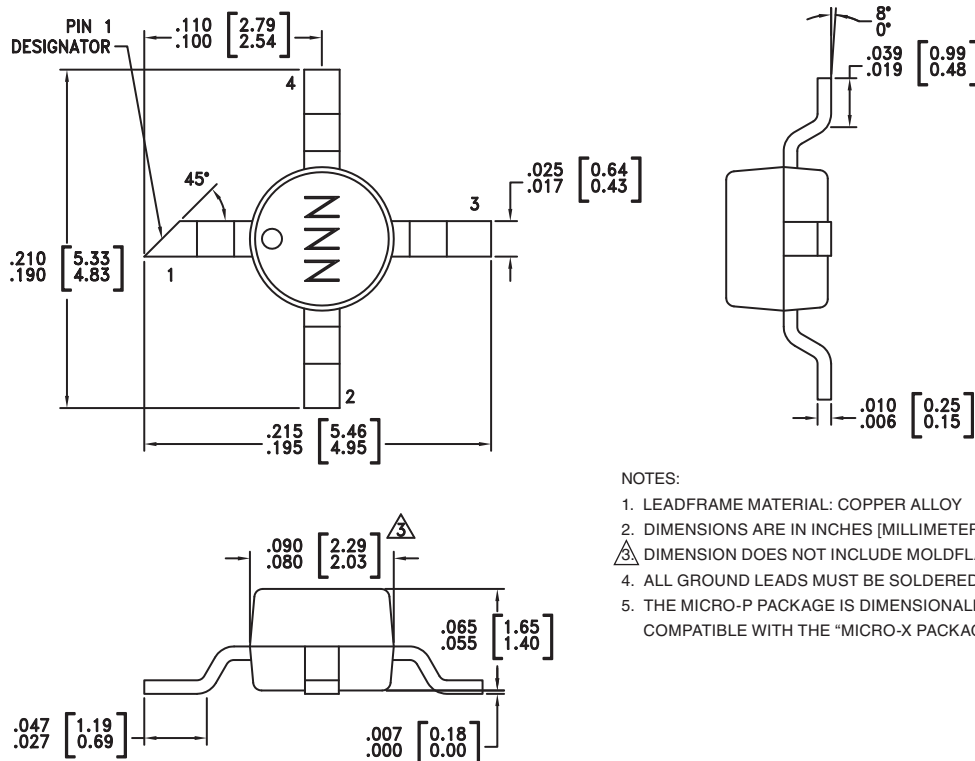 PIN 1
DESIGNATOR
.110 [2.79]
.100 [2.54]
4
45°
3
.025 [0.64]
.017 [0.43]
NNN
.210 [5.33]
.190 [4.83]
1
2
.215 [5.46]
.195 [4.95]
8°
0°
.039 [0.99]
.019 [0.48]
.010 [0.25]
.006 [0.15]
NOTES:
1. LEADFRAME MATERIAL: COPPER ALLOY
2. DIMENSIONS ARE IN INCHES [MILLIMETER
3. DIMENSION DOES NOT INCLUDE MOLDFL
4. ALL GROUND LEADS MUST BE SOLDERED
5. THE MICRO-P PACKAGE IS DIMENSIONAL
COMPATIBLE WITH THE “MICRO-X PACKAG
.090 [2.29]
.080 [2.03]
3
.065 [1.65]
.055 [1.40]
.047 [1.19]
.027 [0.69]
.007 [0.18]
.000 [0.00]